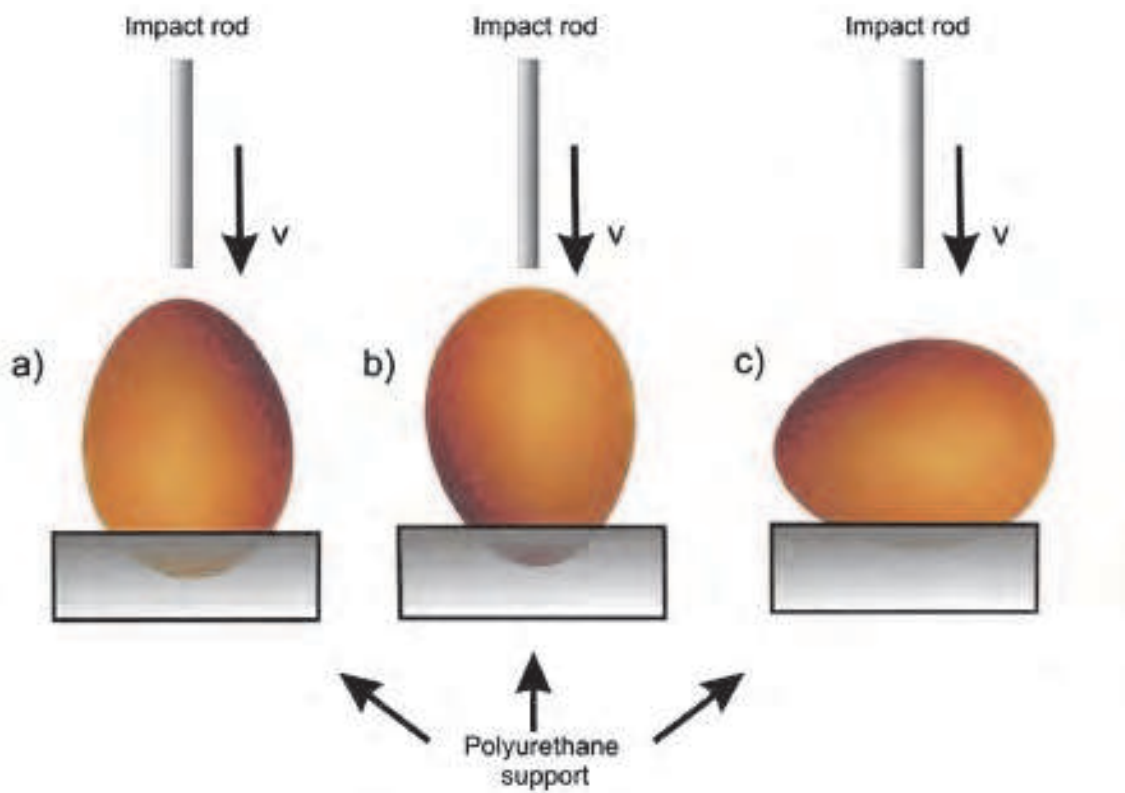 Impact rod
Impact rod
Impact rod
v
v
v
a)
b)
c)
Polyurethane
support